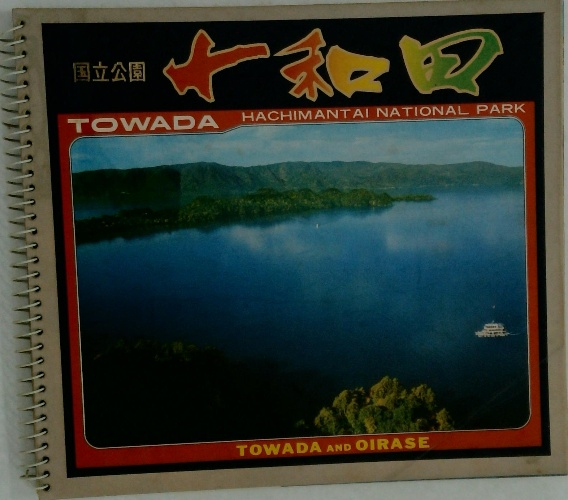 国立公園 十和田
TOWADA HACHIMANTAI NATIONAL PARK
TOWADA AND OIRASE